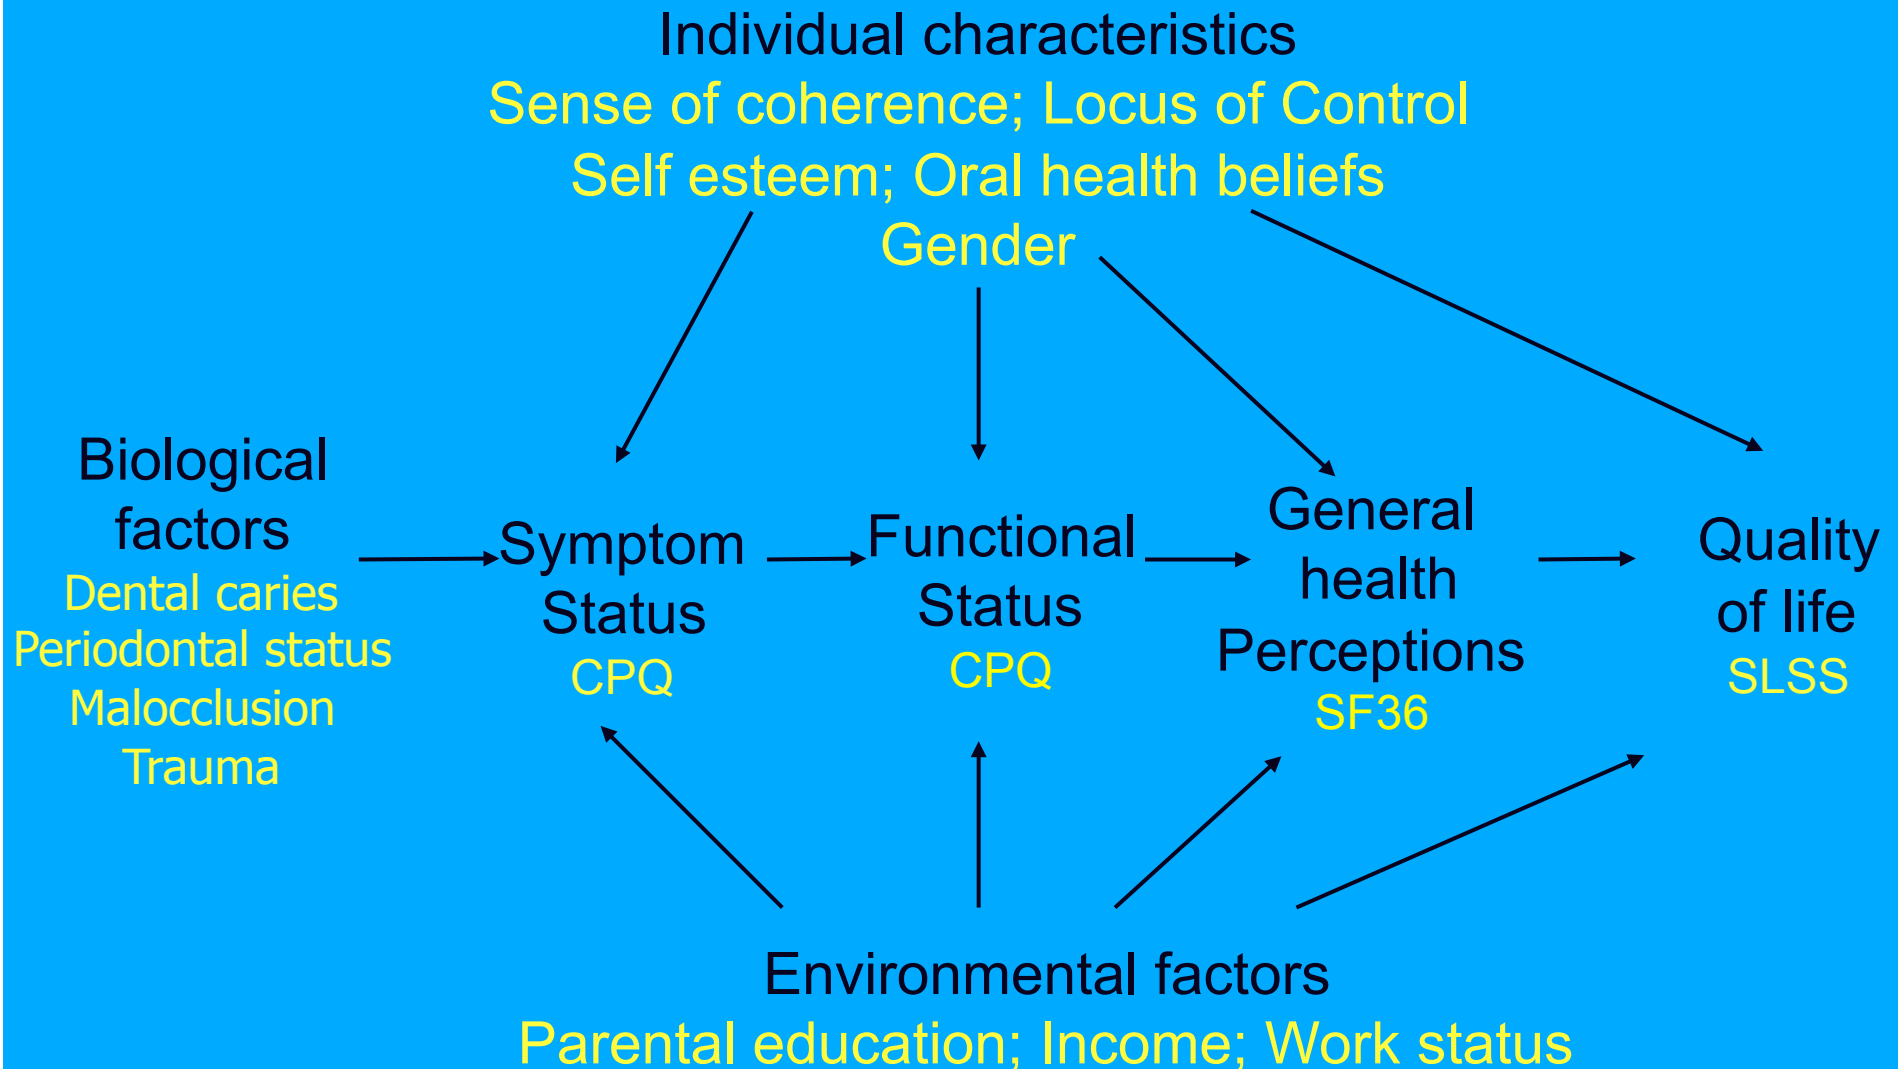 Individual characteristics
Sense of coherence; Locus of Control
Self esteem; Oral health beliefs
Gender
Biological
factors
Dental caries
Periodontal status
Malocclusion
Trauma
Symptom
Status
CPQ
Functional
Status
CPQ
General
health
Perceptions
SF36
Quality
of life
SLSS
Environmental factors
Parental education; Income; Work status